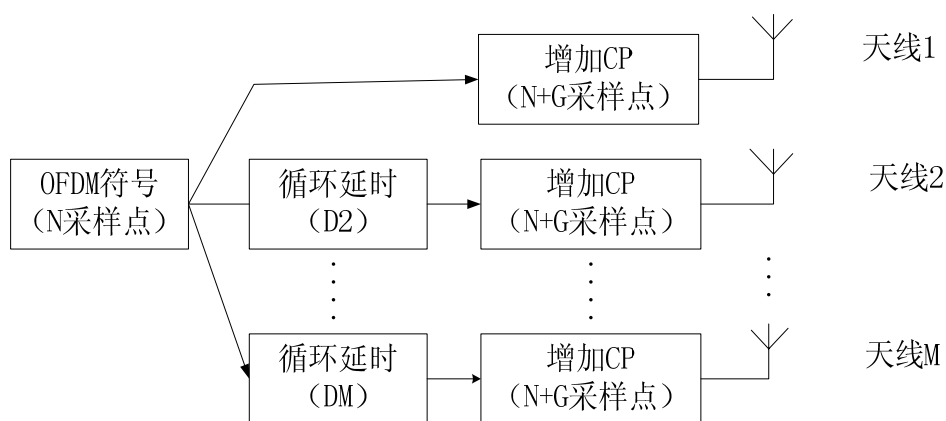 增加CP
（N+G采样点）
天线1
OFDM符号
（N采样点）
循环延时
（D2）
增加CP
（N+G采样点）
天线2
循环延时
（DM）
增加CP
（N+G采样点）
天线M